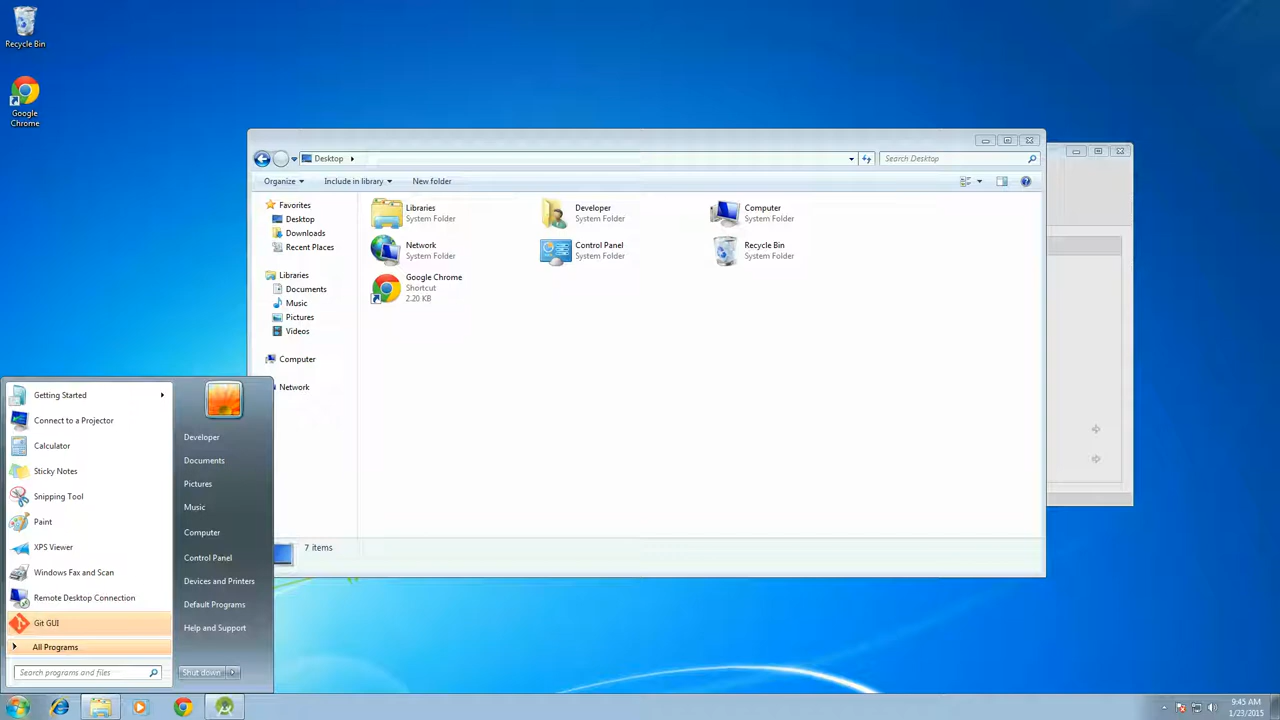 Recycle Bin
Google
Chrome
Desktop
Search Desktop
Organize
Include in library
New folder
Favorites
Desktop
Downloads
Recent Places
Libraries
Documents
Music
Pictures
Videos
Computer
Network
Libraries
System Folder
Developer
System Folder
Computer
System Folder
Network
System Folder
Control Panel
System Folder
Recycle Bin
System Folder
Google Chrome
Shortcut
2.20 KB
7 items
Getting Started
Connect to a Projector
Calculator
Sticky Notes
Snipping Tool
Paint
XPS Viewer
Windows Fax and Scan
Remote Desktop Connection
Git GUI
All Programs
Search programs and files
Developer
Documents
Pictures
Music
Computer
Control Panel
Devices and Printers
Default Programs
Help and Support
Shut down
9:45 AM
1/23/2015